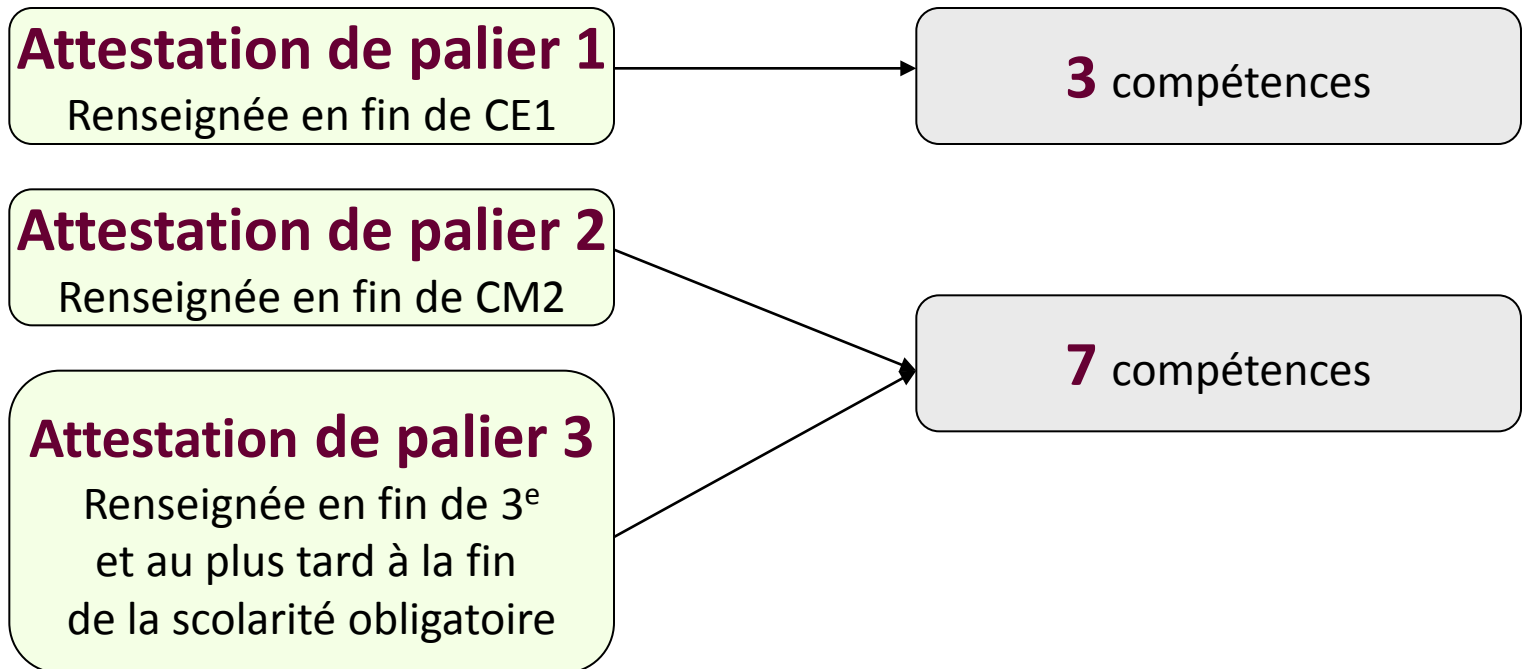 Attestation de palier 1
Renseignée en fin de CE1
3 compétences
Attestation de palier 2
Renseignée en fin de CM2
7 compétences
Attestation de palier 3
Renseignée en fin de 3e
et au plus tard à la fin
de la scolarité obligatoire